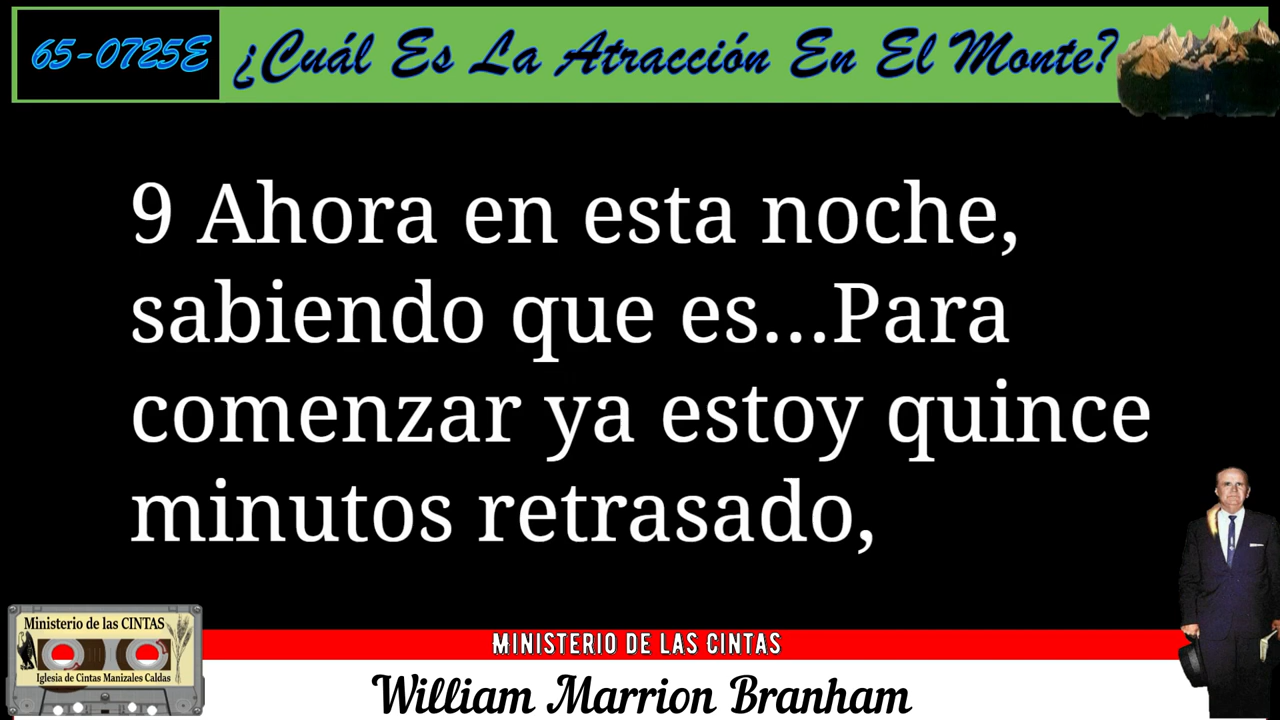 65-0725E ¿Cuál Es La Atracción En El Monte?
9 Ahora en esta noche,
sabiendo que es...Para
comenzar ya estoy quince
minutos retrasado,
Ministerio de las CINTAS
Iglesia de Cintas Manizales Caldas
MINISTERIO DE LAS CINTAS
William Marrion Branham